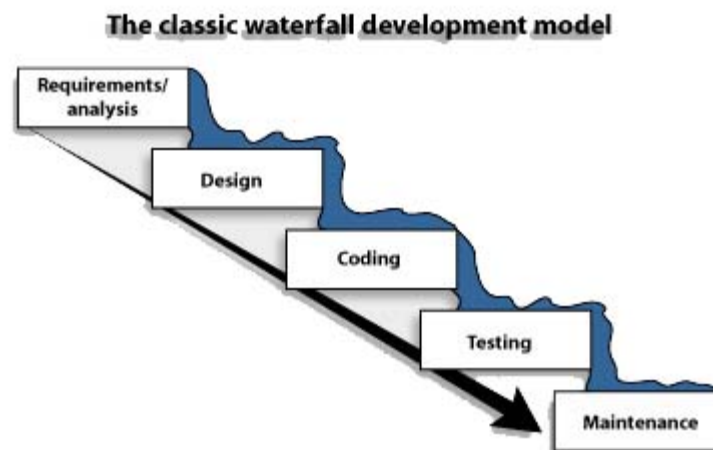 The classic waterfall development model
Requirements/
analysis
Design
Coding
Testing
Maintenance